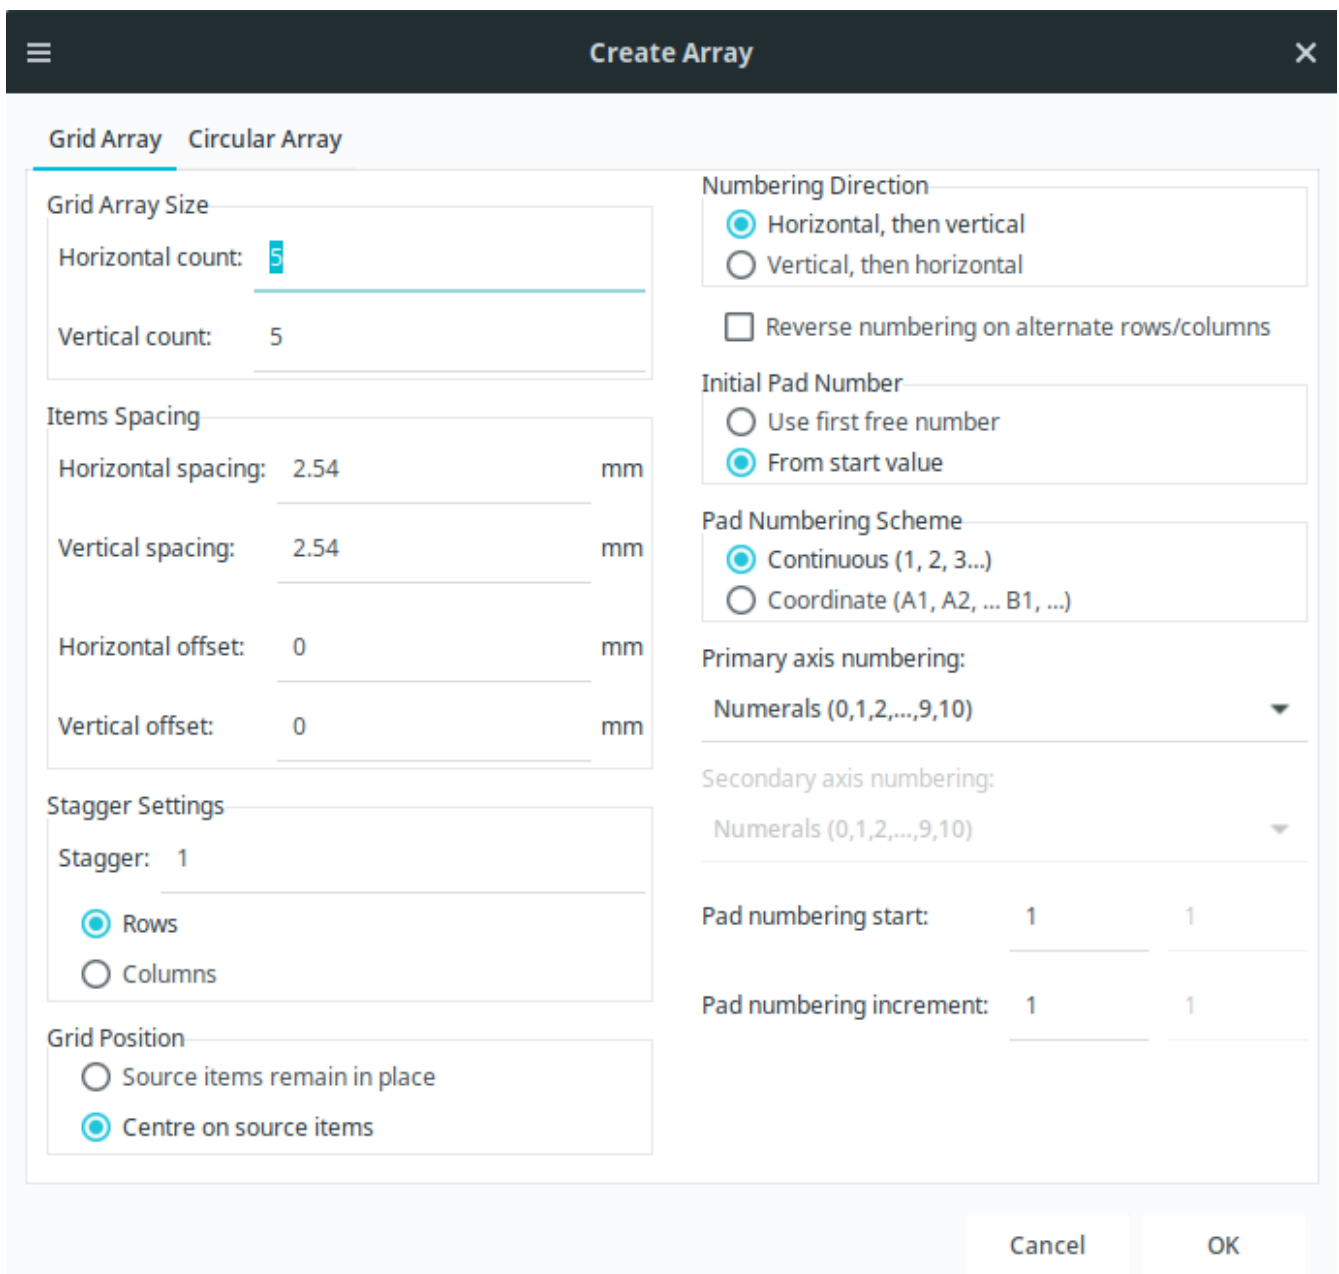 Create Array
Grid Array
Circular Array
Grid Array Size
Horizontal count: 5
Vertical count: 5
Items Spacing
Horizontal spacing: 2.54 mm
Vertical spacing: 2.54 mm
Horizontal offset: 0 mm
Vertical offset: 0 mm
Stagger Settings
Stagger: 1
Rows
Columns
Grid Position
Source items remain in place
Centre on source items
Numbering Direction
Horizontal, then vertical
Vertical, then horizontal
Reverse numbering on alternate rows/columns
Initial Pad Number
Use first free number
From start value
Pad Numbering Scheme
Continuous (1, 2, 3...)
Coordinate (A1, A2, ... B1, ...)
Primary axis numbering:
Numerals (0,1,2,...,9,10)
Secondary axis numbering:
Numerals (0,1,2,...,9,10)
Pad numbering start: 1 1
Pad numbering increment: 1 1
Cancel
OK